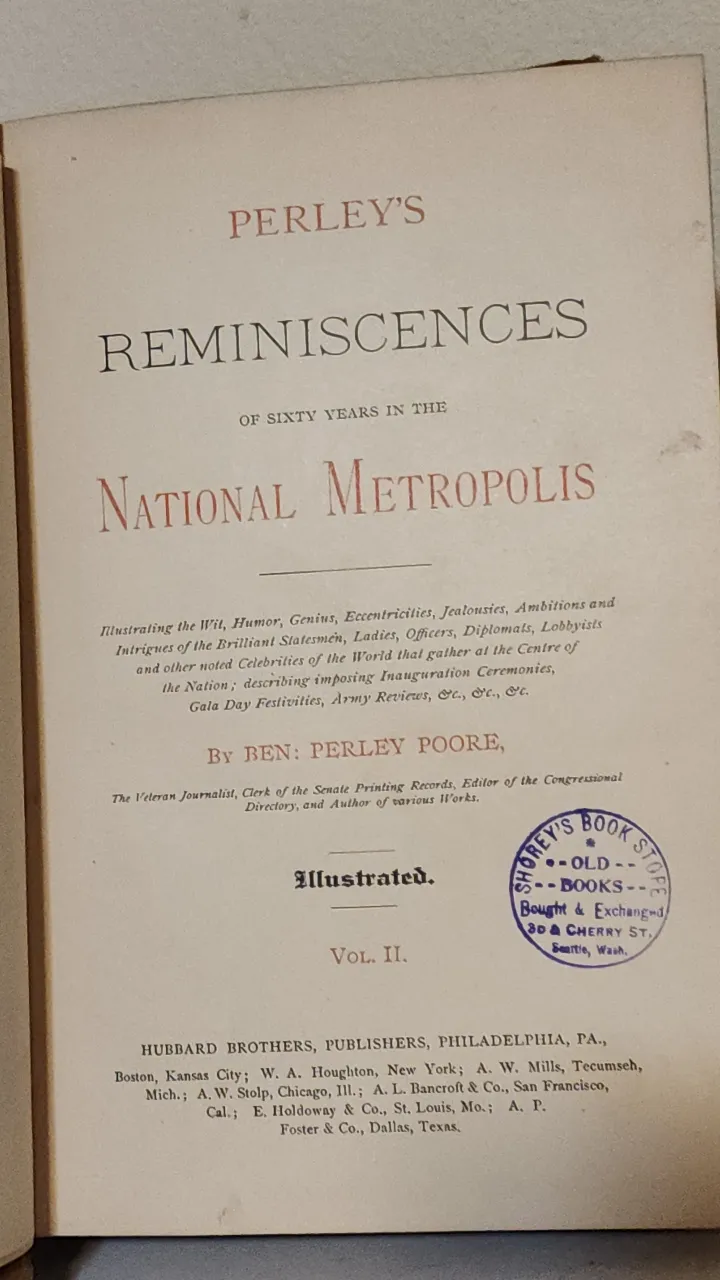 PERLEY'S
REMINISCENCES
OF SIXTY YEARS IN THE
NATIONAL METROPOLIS
Illustrating the Wit, Humor, Genius, Eccentricities, Jealousies, Ambitions and
Intrigues of the Brilliant Statesmen, Ladies, Officers, Diplomats, Lobbyists
and other noted Celebrities of the World that gather at the Centre of
the Nation; describing imposing Inauguration Ceremonies,
Gala Day Festivities, Army Reviews, &c., &c., &c.
BY BEN: PERLEY POORE,
The Veteran Journalist, Clerk of the Senate Printing Records, Editor of the Congressional
Directory, and Author of various Works.
Illustrated.
VOL. II.
SHOREY'S BOOK STORE
OLD
BOOKS
Bought & Exchanged
3D & CHERRY ST.
Seattle, Wash.
HUBBARD BROTHERS, PUBLISHERS, PHILADELPHIA, PA.,
Boston, Kansas City; W. A. Houghton, New York; A. W. Mills, Tecumseh,
Mich.; A. W. Stolp, Chicago, Ill.; A. L. Bancroft & Co., San Francisco,
Cal.; E. Holdoway & Co., St. Louis, Mo.; A. P.
Foster & Co., Dallas, Texas.